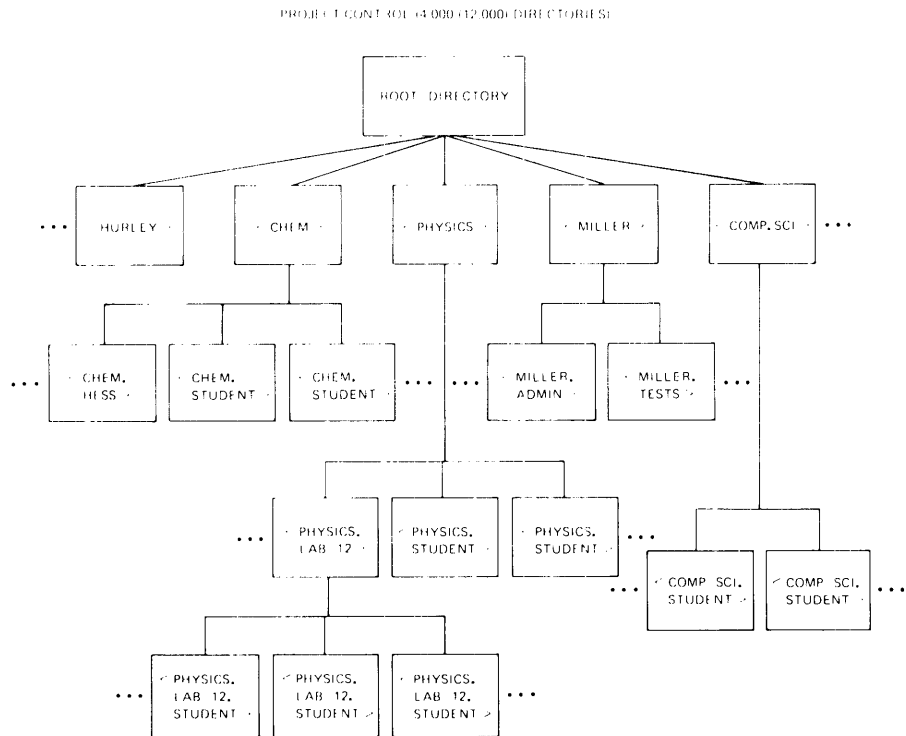 PROJECT CONTROL (4,000 (12,000) DIRECTORIES)
ROOT DIRECTORY
... < HURLEY >
< CHEM >
< PHYSICS >
< MILLER >
< COMP.SCI > ...
... < CHEM.
HESS >
< CHEM.
STUDENT >
< CHEM.
STUDENT > ...
... < MILLER.
ADMIN >
< MILLER.
TESTS > ...
... < PHYSICS.
LAB 12 >
< PHYSICS.
STUDENT >
< PHYSICS.
STUDENT > ...
... < COMP SCI.
STUDENT >
< COMP SCI.
STUDENT > ...
... < PHYSICS.
LAB 12.
STUDENT >
< PHYSICS.
LAB 12.
STUDENT >
< PHYSICS.
LAB 12.
STUDENT > ...